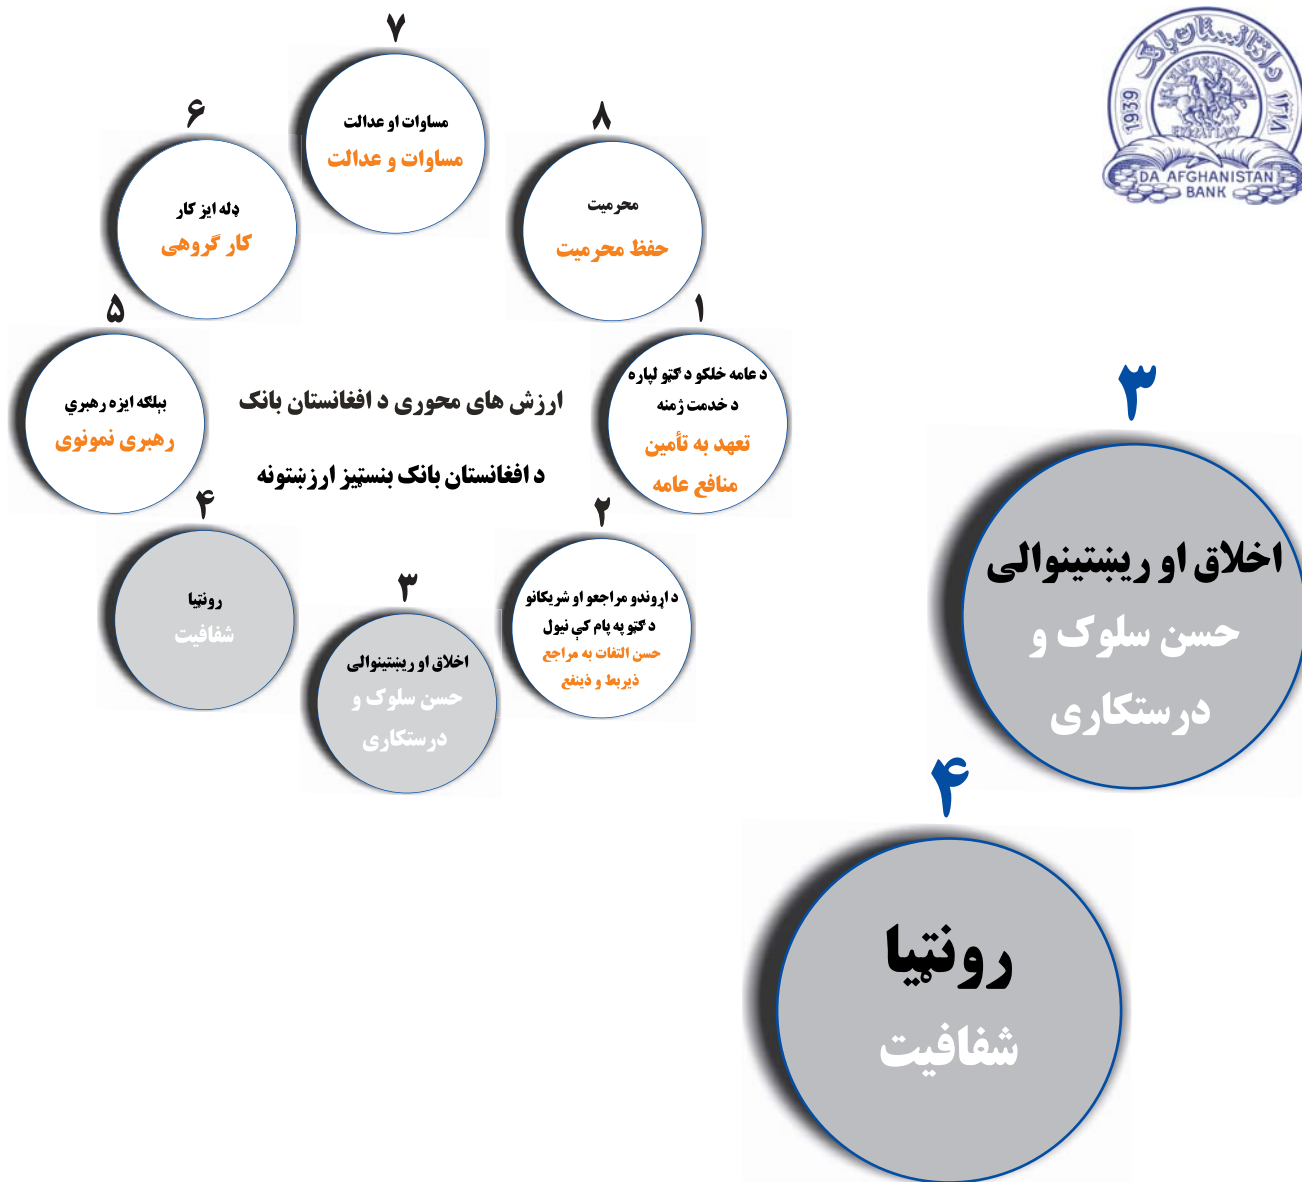 ۷
مساوات او عدالت
مساوات و عدالت
۸
محرمیت
حفظ محرمیت
۶
ډله ایز کار
کار گروهی
۱
د عامه خلکو د ګټو لپاره
د خدمت ژمنه
تعهد به تأمین
منافع عامه
۵
بېلګه ایزه رهبري
رهبری نمونوی
ارزش های محوری د افغانستان بانک
د افغانستان بانک بنسټیز ارزښتونه
۲
د اړوندو مراجعو او شریکانو
د ګټو په پام کې نیول
حسن التفات به مراجع
ذیربط و ذینفع
۴
روڼتیا
شفافیت
۳
اخلاق او ریښتینوالی
حسن سلوک و
درستکاری
د افغانستان بانک
1939
۱۳۱۸
DA AFGHANISTAN
BANK
۳
اخلاق او ریښتینوالی
حسن سلوک و
درستکاری
۴
رونټیا
شفافیت